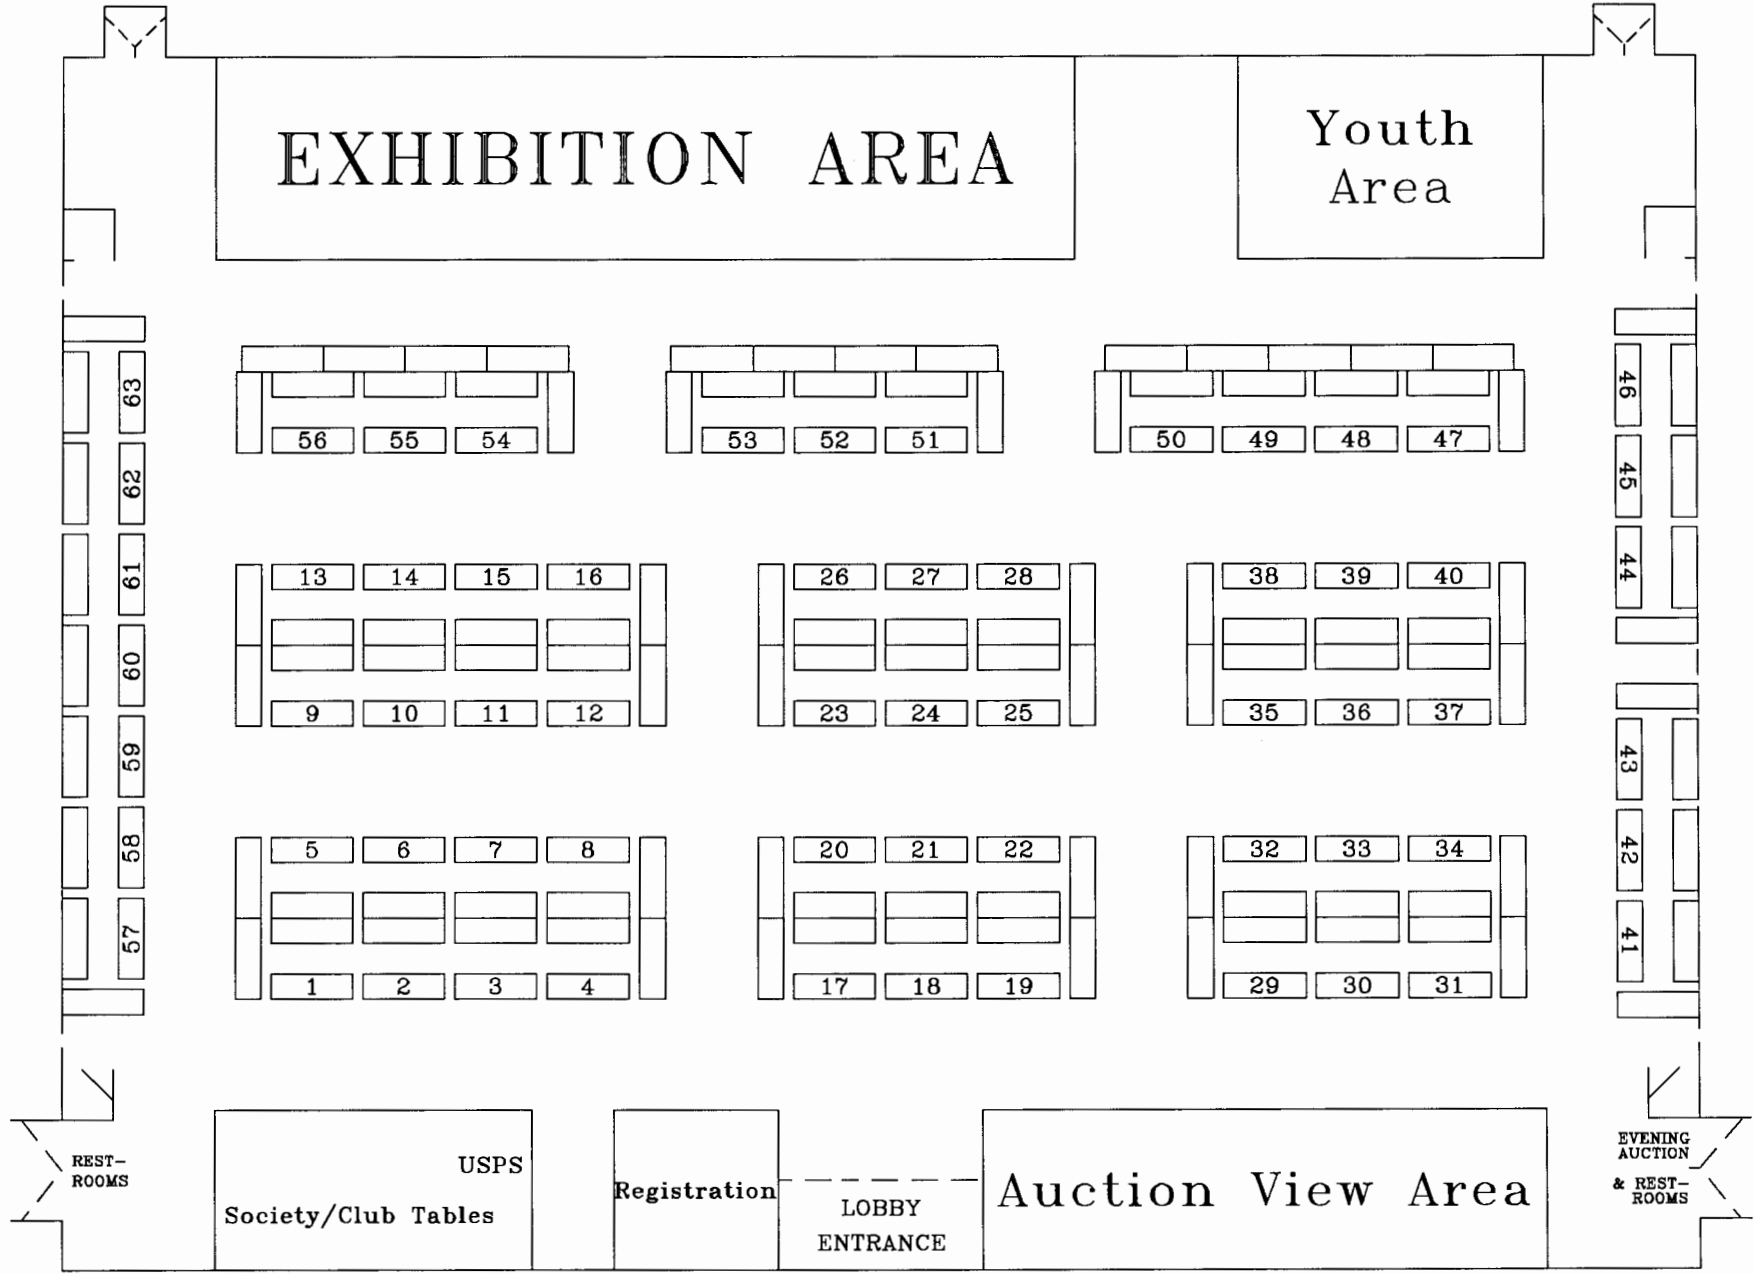 EXHIBITION AREA
Youth
Area
63
62
61
60
59
58
57
56 55 54
53 52 51
50 49 48 47
46
45
44
43
42
41
13 14 15 16
26 27 28
38 39 40
9 10 11 12
23 24 25
35 36 37
5 6 7 8
20 21 22
32 33 34
1 2 3 4
17 18 19
29 30 31
REST-
ROOMS
USPS
Society/Club Tables
Registration
LOBBY
ENTRANCE
Auction View Area
EVENING
AUCTION
& REST-
ROOMS